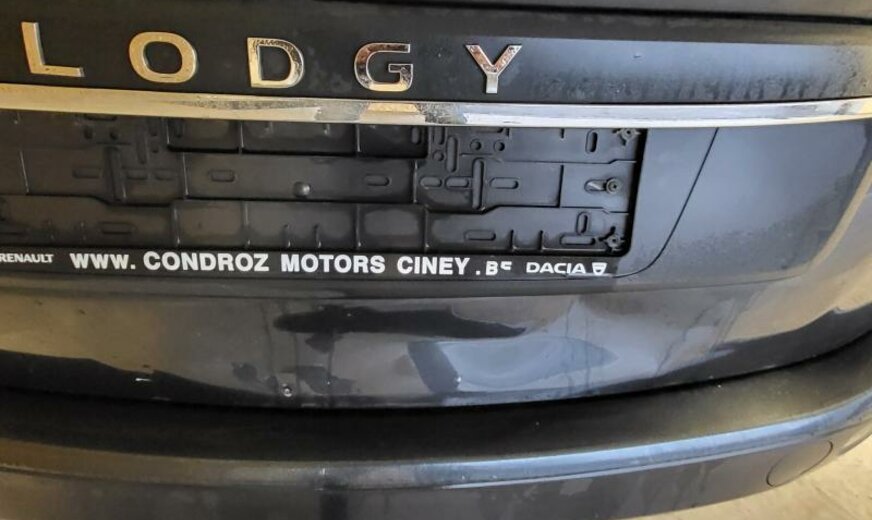 LODGY
RENAULT WWW. CONDROZ MOTORS CINEY .BE DACIA